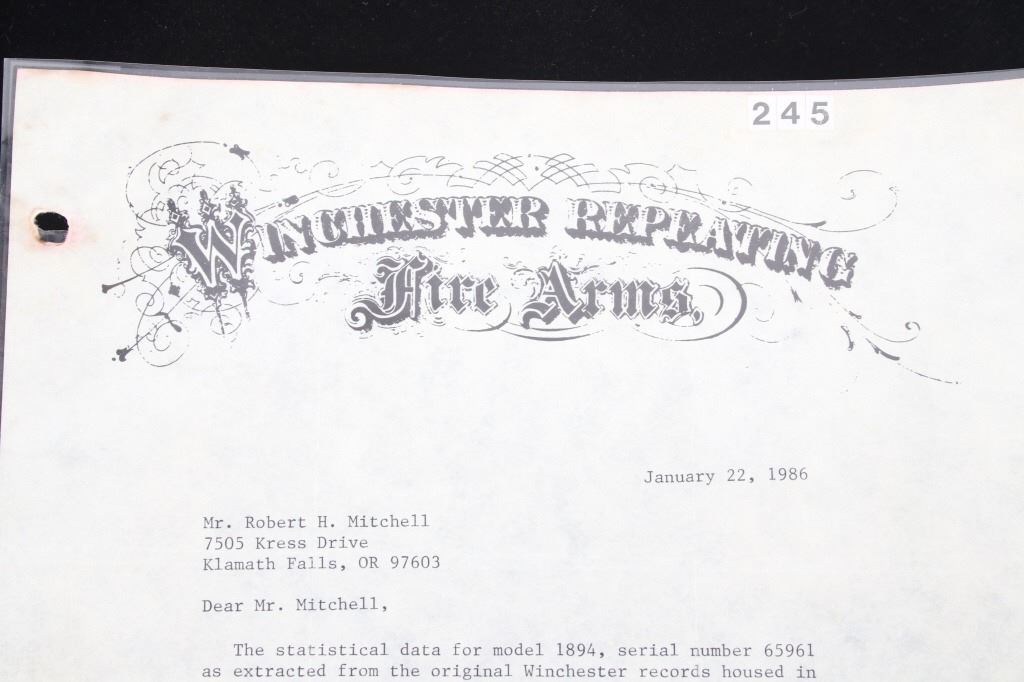 245
WINCHESTER REPEATING
Fire Arms.
January 22, 1986
Mr. Robert H. Mitchell
7505 Kress Drive
Klamath Falls, OR 97603
Dear Mr. Mitchell,
The statistical data for model 1894, serial number 65961
as extracted from the original Winchester records housed in